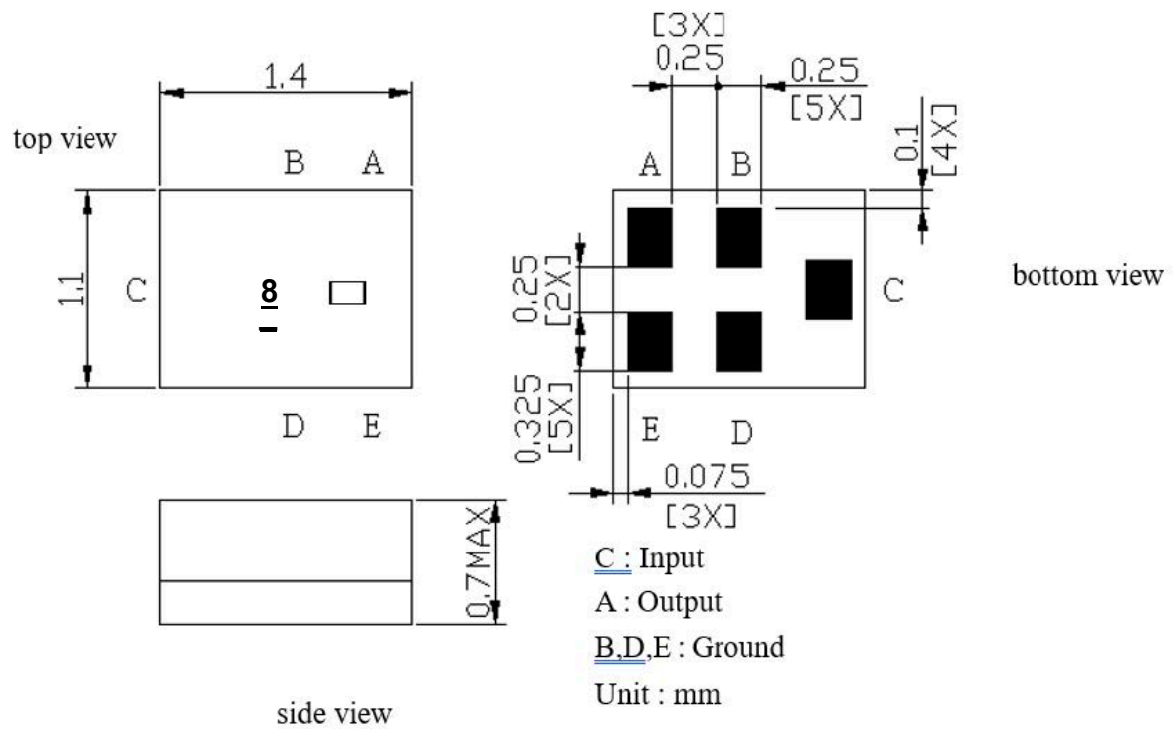 top view
1.4
B A
1.1
C
8
D E
0.7MAX
side view
[3X]
0.25
0.25
[5X]
0.1
[4X]
A B
0.25
[2X]
C
0.325
[5X]
E D
0.075
[3X]
bottom view
C : Input
A : Output
B,D,E : Ground
Unit : mm